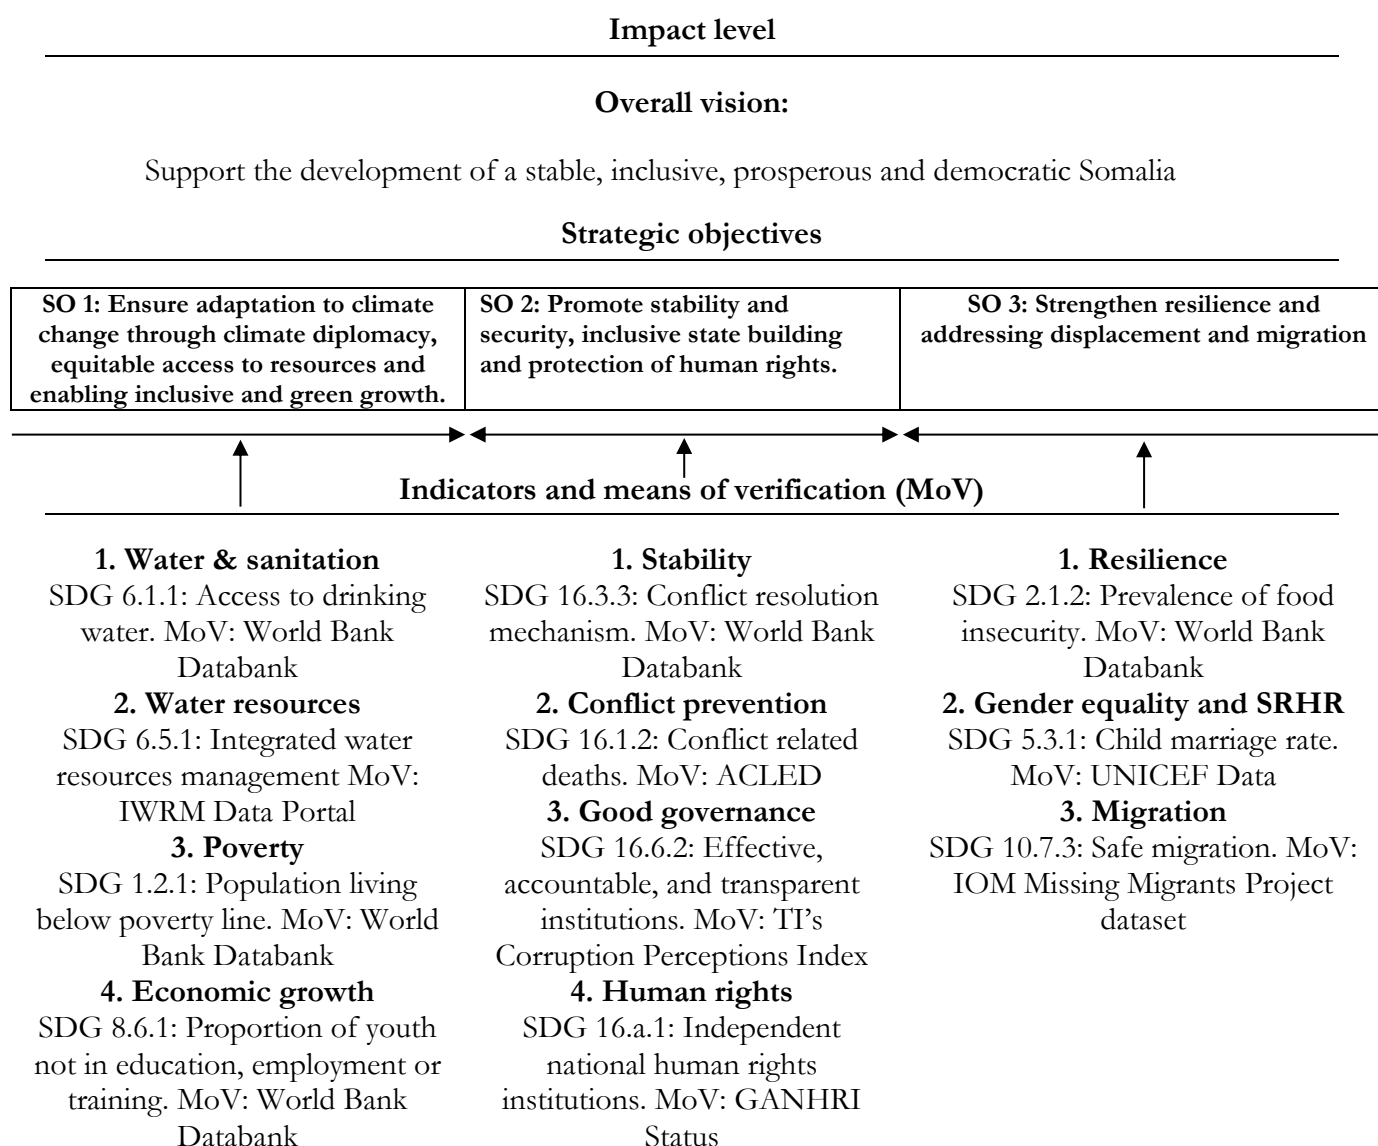 Impact level
Overall vision:
Support the development of a stable, inclusive, prosperous and democratic Somalia
Strategic objectives
SO 1: Ensure adaptation to climate
change through climate diplomacy,
equitable access to resources and
enabling inclusive and green growth.
SO 2: Promote stability and
security, inclusive state building
and protection of human rights.
SO 3: Strengthen resilience and
addressing displacement and migration
Indicators and means of verification (MoV)
1. Water & sanitation
SDG 6.1.1: Access to drinking
water. MoV: World Bank
Databank
2. Water resources
SDG 6.5.1: Integrated water
resources management MoV:
IWRM Data Portal
3. Poverty
SDG 1.2.1: Population living
below poverty line. MoV: World
Bank Databank
4. Economic growth
SDG 8.6.1: Proportion of youth
not in education, employment or
training. MoV: World Bank
Databank
1. Stability
SDG 16.3.3: Conflict resolution
mechanism. MoV: World Bank
Databank
2. Conflict prevention
SDG 16.1.2: Conflict related
deaths. MoV: ACLED
3. Good governance
SDG 16.6.2: Effective,
accountable, and transparent
institutions. MoV: TI’s
Corruption Perceptions Index
4. Human rights
SDG 16.a.1: Independent
national human rights
institutions. MoV: GANHRI
Status
1. Resilience
SDG 2.1.2: Prevalence of food
insecurity. MoV: World Bank
Databank
2. Gender equality and SRHR
SDG 5.3.1: Child marriage rate.
MoV: UNICEF Data
3. Migration
SDG 10.7.3: Safe migration. MoV:
IOM Missing Migrants Project
dataset